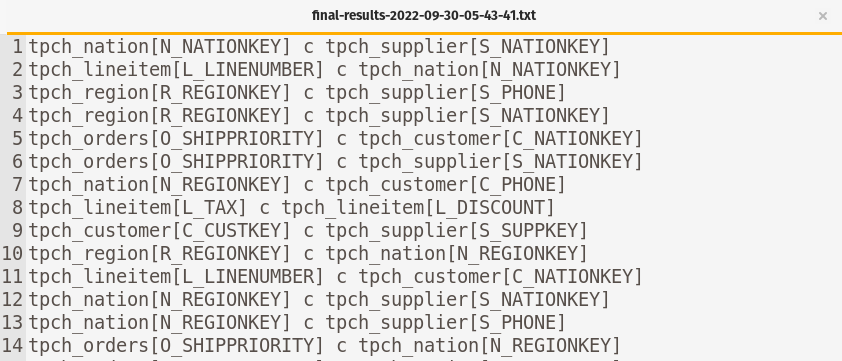 final-results-2022-09-30-05-43-41.txt ×
1 tpch_nation[N_NATIONKEY] c tpch_supplier[S_NATIONKEY]
2 tpch_lineitem[L_LINENUMBER] c tpch_nation[N_NATIONKEY]
3 tpch_region[R_REGIONKEY] c tpch_supplier[S_PHONE]
4 tpch_region[R_REGIONKEY] c tpch_supplier[S_NATIONKEY]
5 tpch_orders[O_SHIPPRIORITY] c tpch_customer[C_NATIONKEY]
6 tpch_orders[O_SHIPPRIORITY] c tpch_supplier[S_NATIONKEY]
7 tpch_nation[N_REGIONKEY] c tpch_customer[C_PHONE]
8 tpch_lineitem[L_TAX] c tpch_lineitem[L_DISCOUNT]
9 tpch_customer[C_CUSTKEY] c tpch_supplier[S_SUPPKEY]
10 tpch_region[R_REGIONKEY] c tpch_nation[N_REGIONKEY]
11 tpch_lineitem[L_LINENUMBER] c tpch_customer[C_NATIONKEY]
12 tpch_nation[N_REGIONKEY] c tpch_supplier[S_NATIONKEY]
13 tpch_nation[N_REGIONKEY] c tpch_supplier[S_PHONE]
14 tpch_orders[O_SHIPPRIORITY] c tpch_nation[N_REGIONKEY]